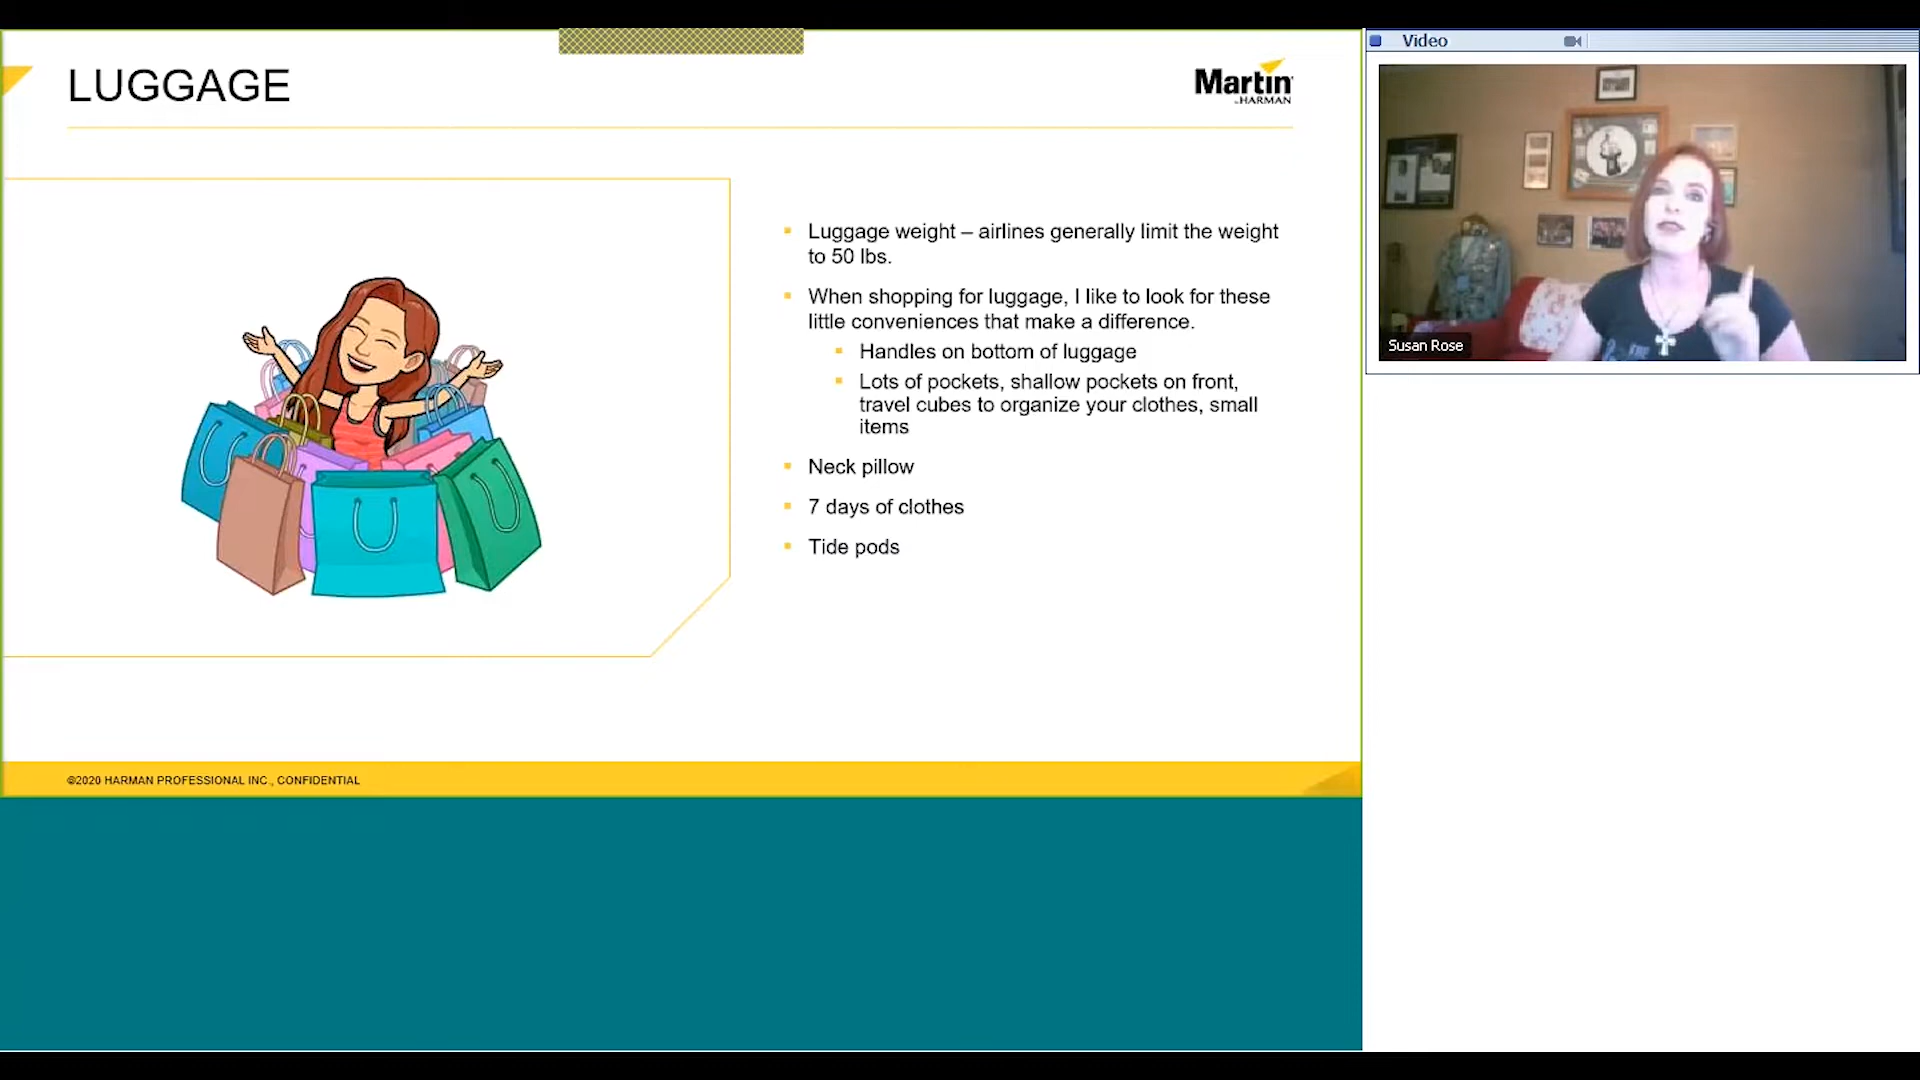 LUGGAGE
Martin
by HARMAN
Luggage weight – airlines generally limit the weight
to 50 lbs.
When shopping for luggage, I like to look for these
little conveniences that make a difference.
Handles on bottom of luggage
Lots of pockets, shallow pockets on front,
travel cubes to organize your clothes, small
items
Neck pillow
7 days of clothes
Tide pods
©2020 HARMAN PROFESSIONAL INC., CONFIDENTIAL
Video
Susan Rose